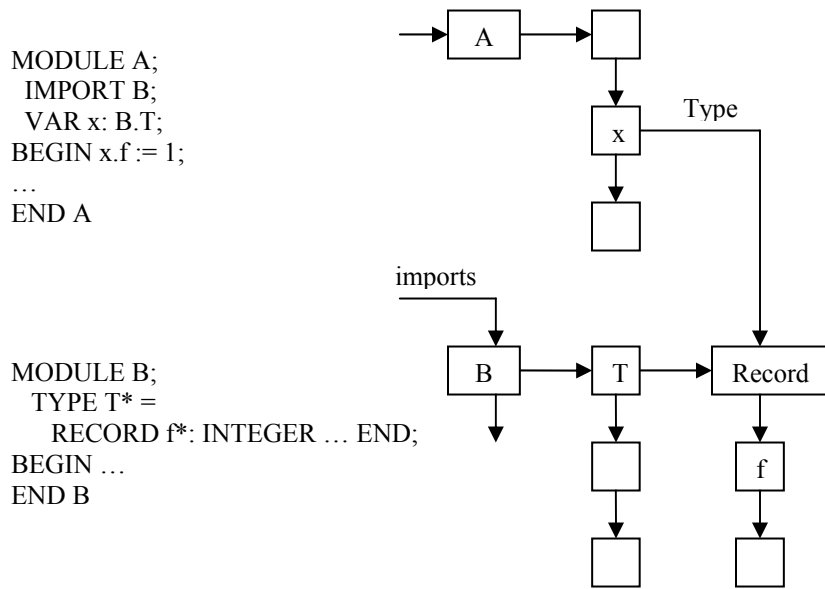 MODULE A;
IMPORT B;
VAR x: B.T;
BEGIN x.f := 1;
…
END A
A
x
Type
imports
MODULE B;
TYPE T* =
RECORD f*: INTEGER … END;
BEGIN …
END B
B
T
Record
f